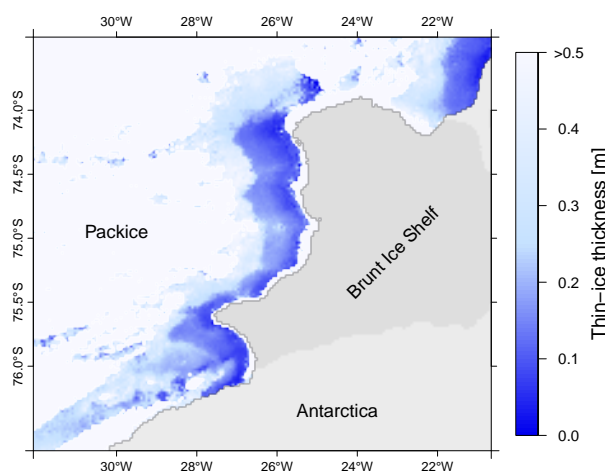 30°W 28°W 26°W 24°W 22°W
>0.5
74.0°S
0.4
74.5°S
0.3
Packice
75.0°S
Brunt Ice Shelf
Thin−ice thickness [m]
0.2
75.5°S
0.1
76.0°S
Antarctica
0.0
30°W 28°W 26°W 24°W 22°W